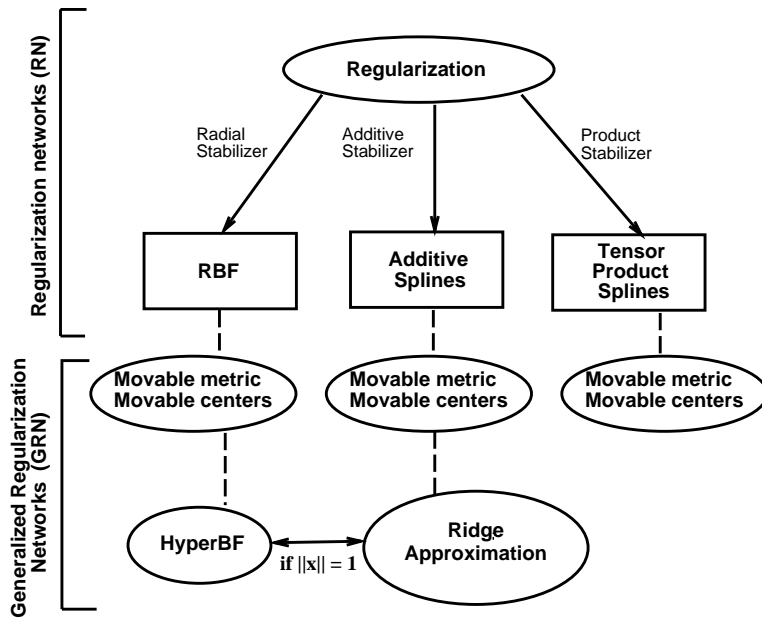 Regularization networks (RN)
Regularization
Radial
Stabilizer
Additive
Stabilizer
Product
Stabilizer
RBF
Additive
Splines
Tensor
Product
Splines
Generalized Regularization
Networks (GRN)
Movable metric
Movable centers
Movable metric
Movable centers
Movable metric
Movable centers
HyperBF
if ||x|| = 1
Ridge
Approximation